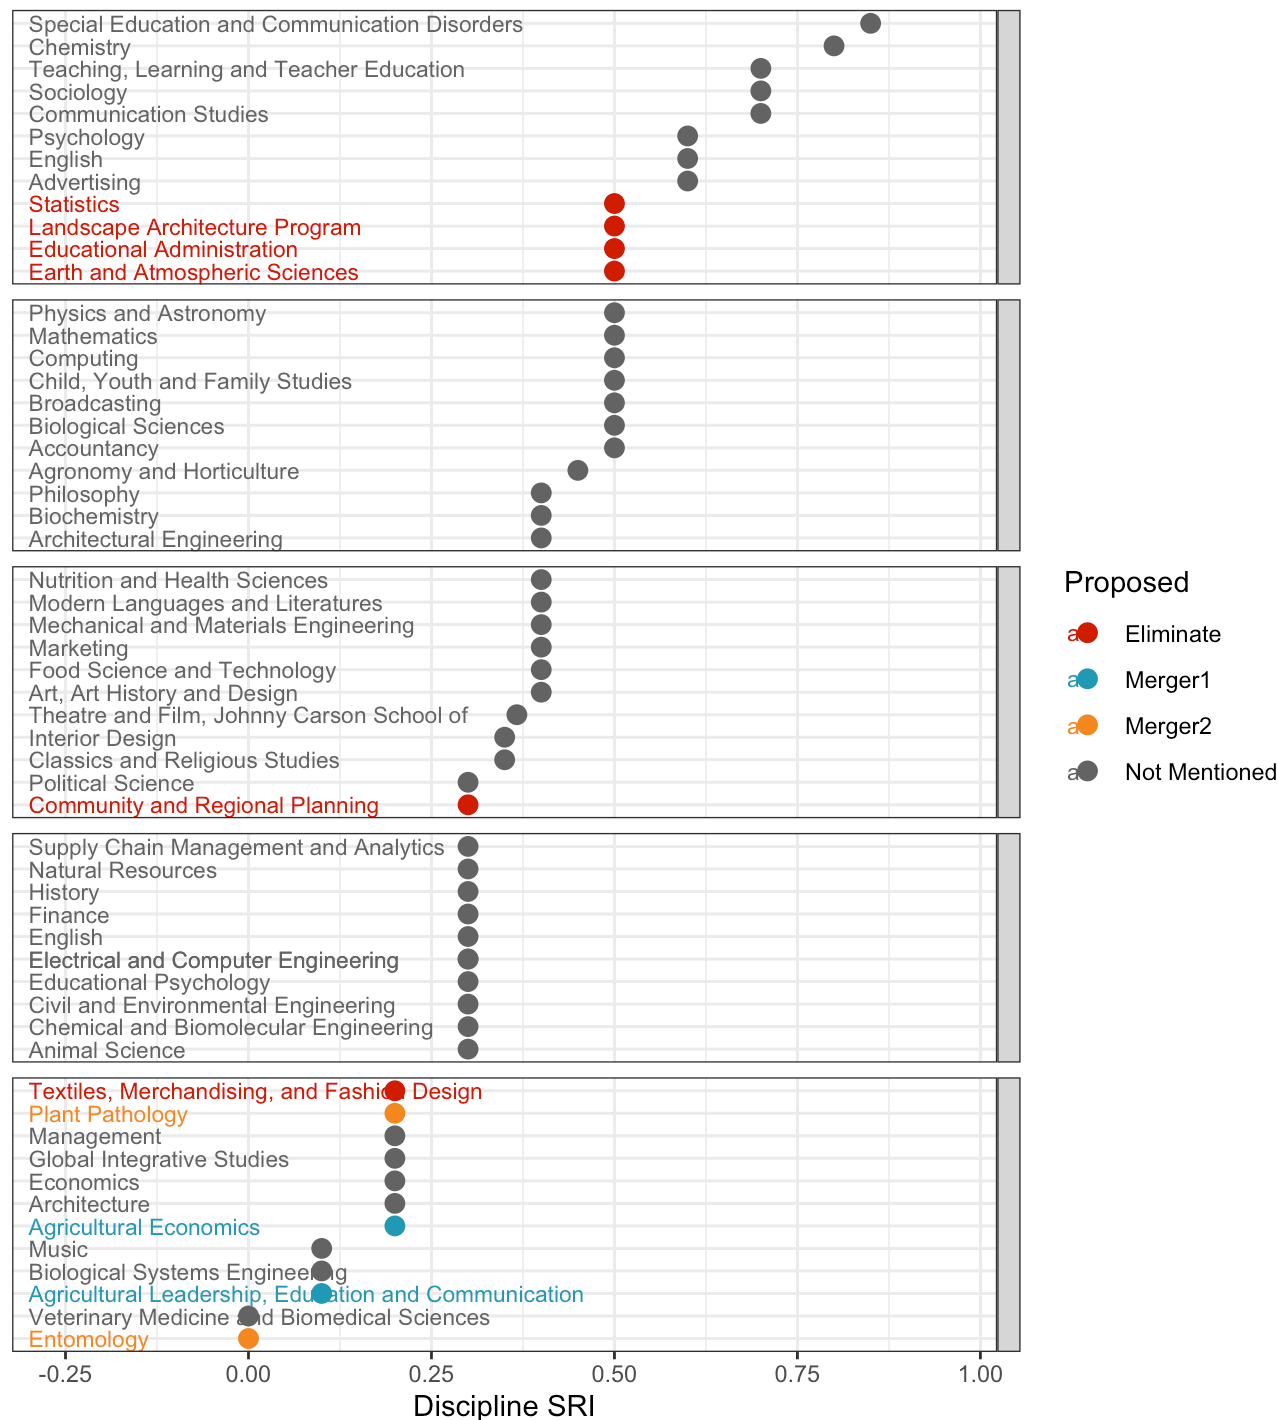 Special Education and Communication Disorders
Chemistry
Teaching, Learning and Teacher Education
Sociology
Communication Studies
Psychology
English
Advertising
Statistics
Landscape Architecture Program
Educational Administration
Earth and Atmospheric Sciences
Physics and Astronomy
Mathematics
Computing
Child, Youth and Family Studies
Broadcasting
Biological Sciences
Accountancy
Agronomy and Horticulture
Philosophy
Biochemistry
Architectural Engineering
Nutrition and Health Sciences
Modern Languages and Literatures
Mechanical and Materials Engineering
Marketing
Food Science and Technology
Art, Art History and Design
Theatre and Film, Johnny Carson School of
Interior Design
Classics and Religious Studies
Political Science
Community and Regional Planning
Supply Chain Management and Analytics
Natural Resources
History
Finance
English
Electrical and Computer Engineering
Educational Psychology
Civil and Environmental Engineering
Chemical and Biomolecular Engineering
Animal Science
Textiles, Merchandising, and Fashion Design
Plant Pathology
Management
Global Integrative Studies
Economics
Architecture
Agricultural Economics
Music
Biological Systems Engineering
Agricultural Leadership, Education and Communication
Veterinary Medicine and Biomedical Sciences
Entomology
-0.25 0.00 0.25 0.50 0.75 1.00
Discipline SRI
Proposed
a Eliminate
a Merger1
a Merger2
a Not Mentioned